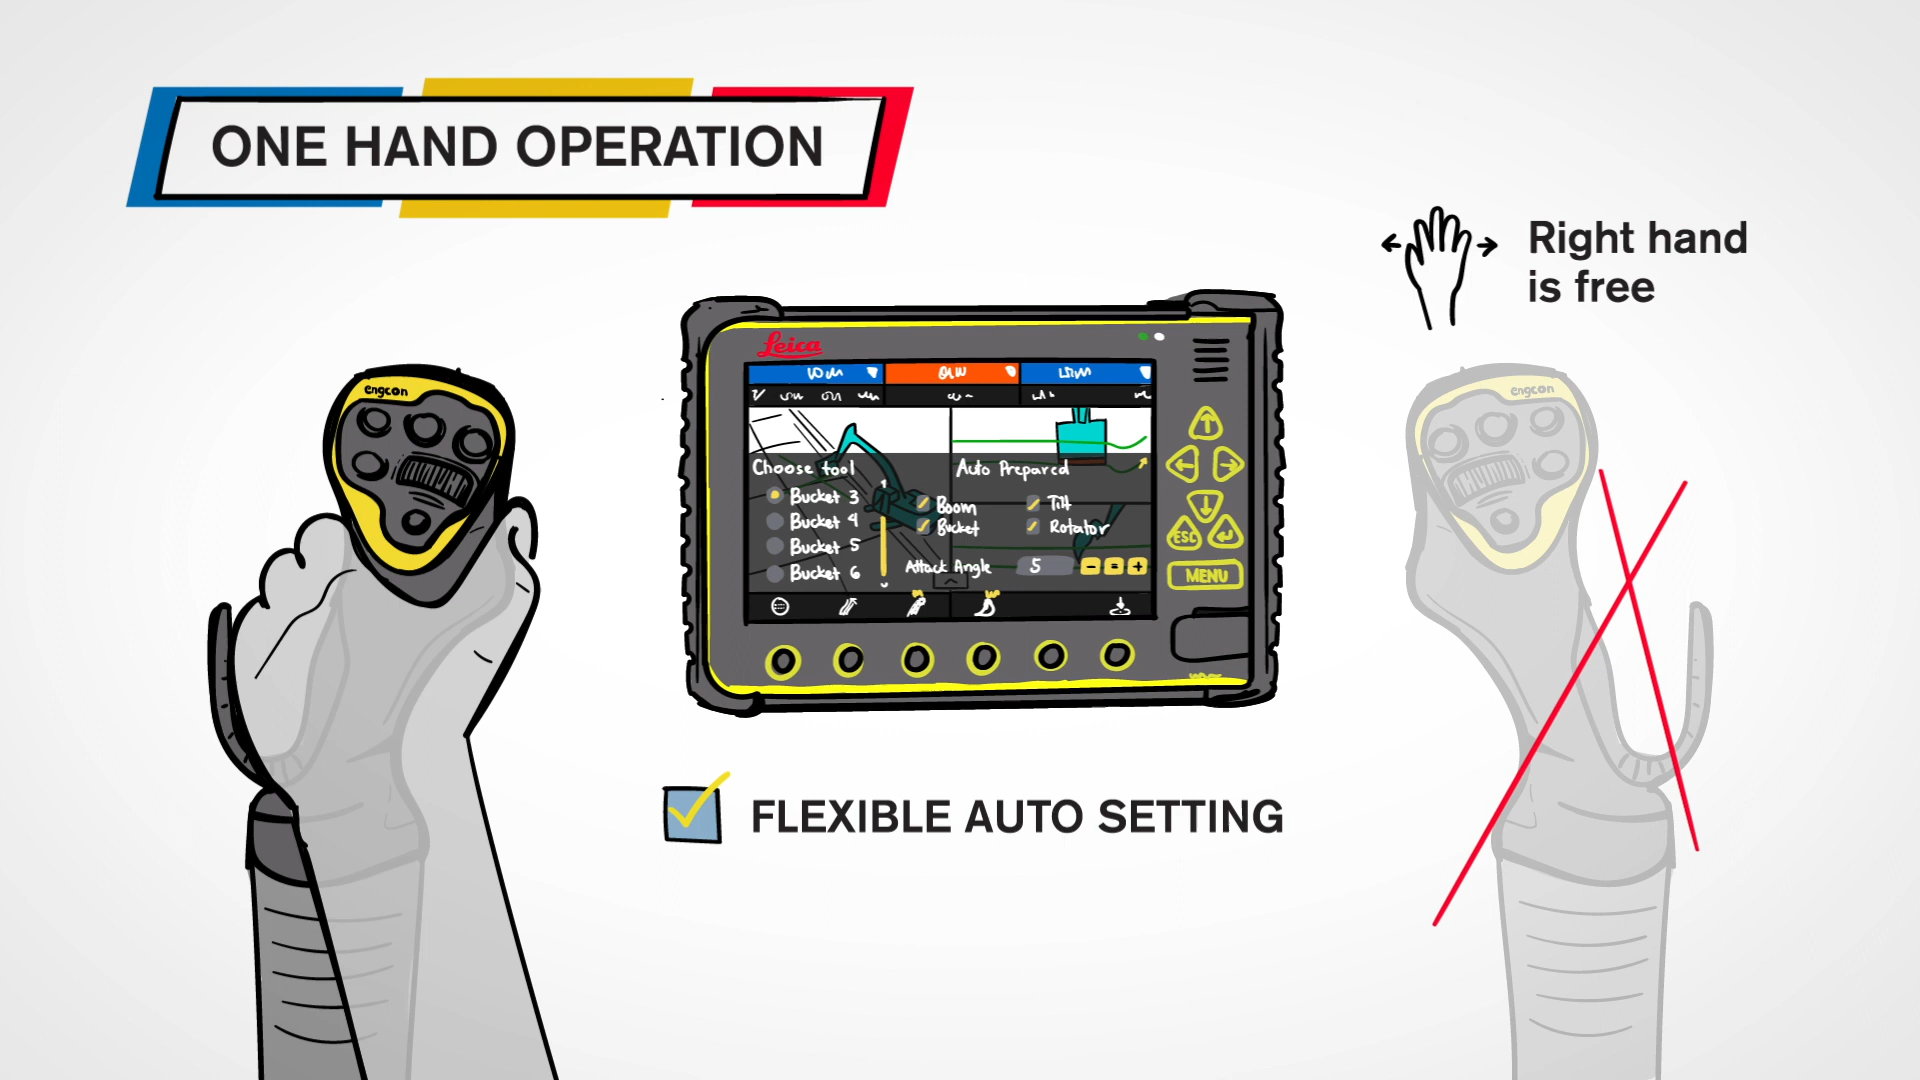 ONE HAND OPERATION
Right hand
is free
engcon
Leica
Choose tool
Bucket 3
Bucket 4
Bucket 5
Bucket 6
Auto Prepared
Boom
Tilt
Bucket
Rotator
Attack Angle 5 - = +
ESC
MENU
engcon
FLEXIBLE AUTO SETTING